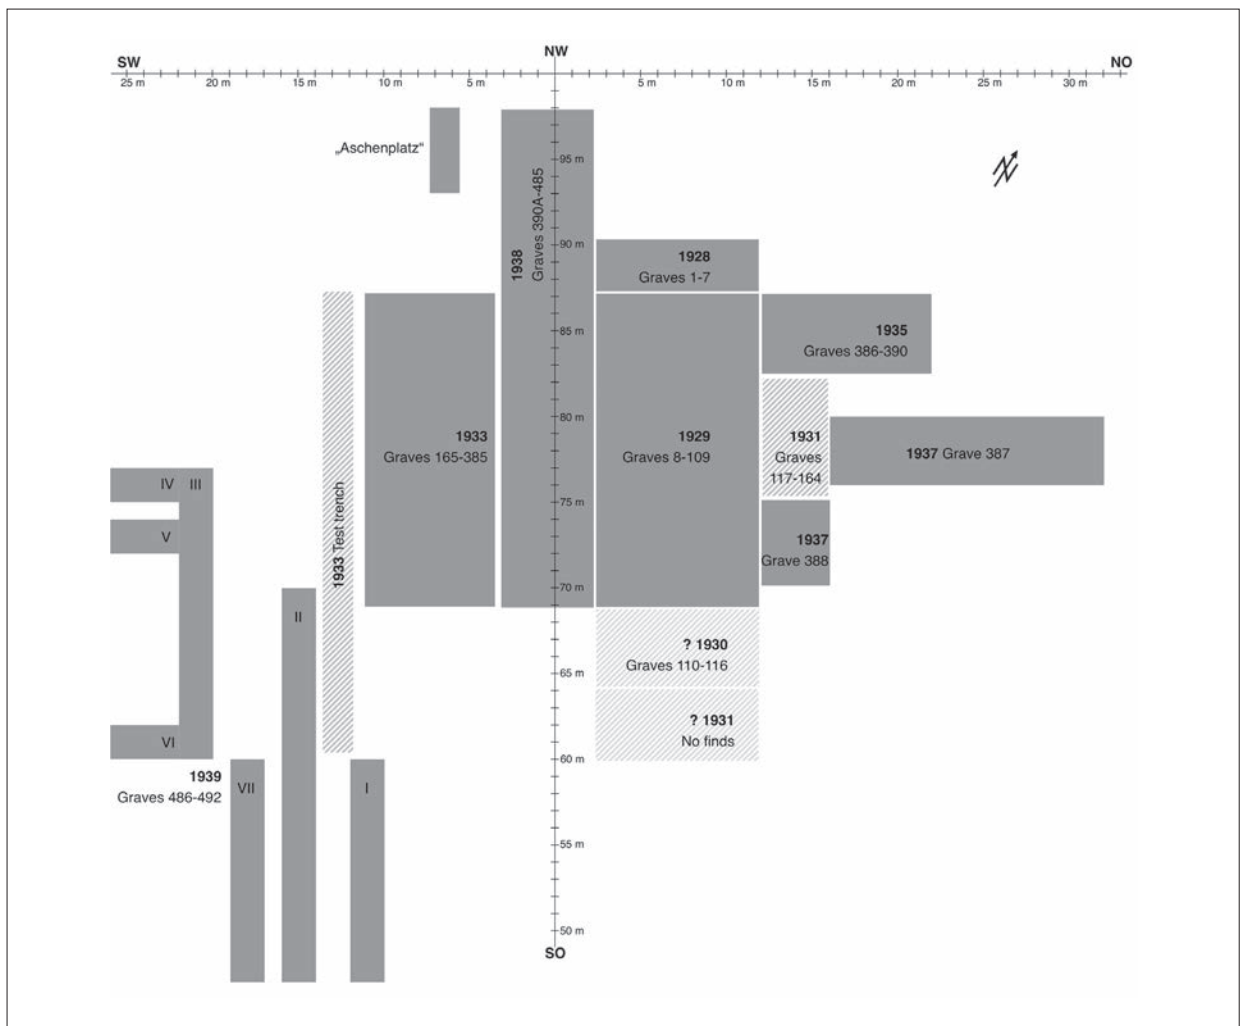 NW
SW
NO
25 m
20 m
15 m
10 m
5 m
5 m
10 m
15 m
20 m
25 m
30 m
„Aschenplatz“
95 m
1938
Graves 390A-485
90 m
1928
Graves 1-7
85 m
1935
Graves 386-390
80 m
1933
Graves 165-385
1929
Graves 8-109
1931
Graves
117-164
1937 Grave 387
IV
III
V
75 m
1933 Test trench
1937
Grave 388
70 m
II
? 1930
Graves 110-116
65 m
? 1931
No finds
VI
60 m
1939
Graves 486-492
VII
I
55 m
50 m
SO